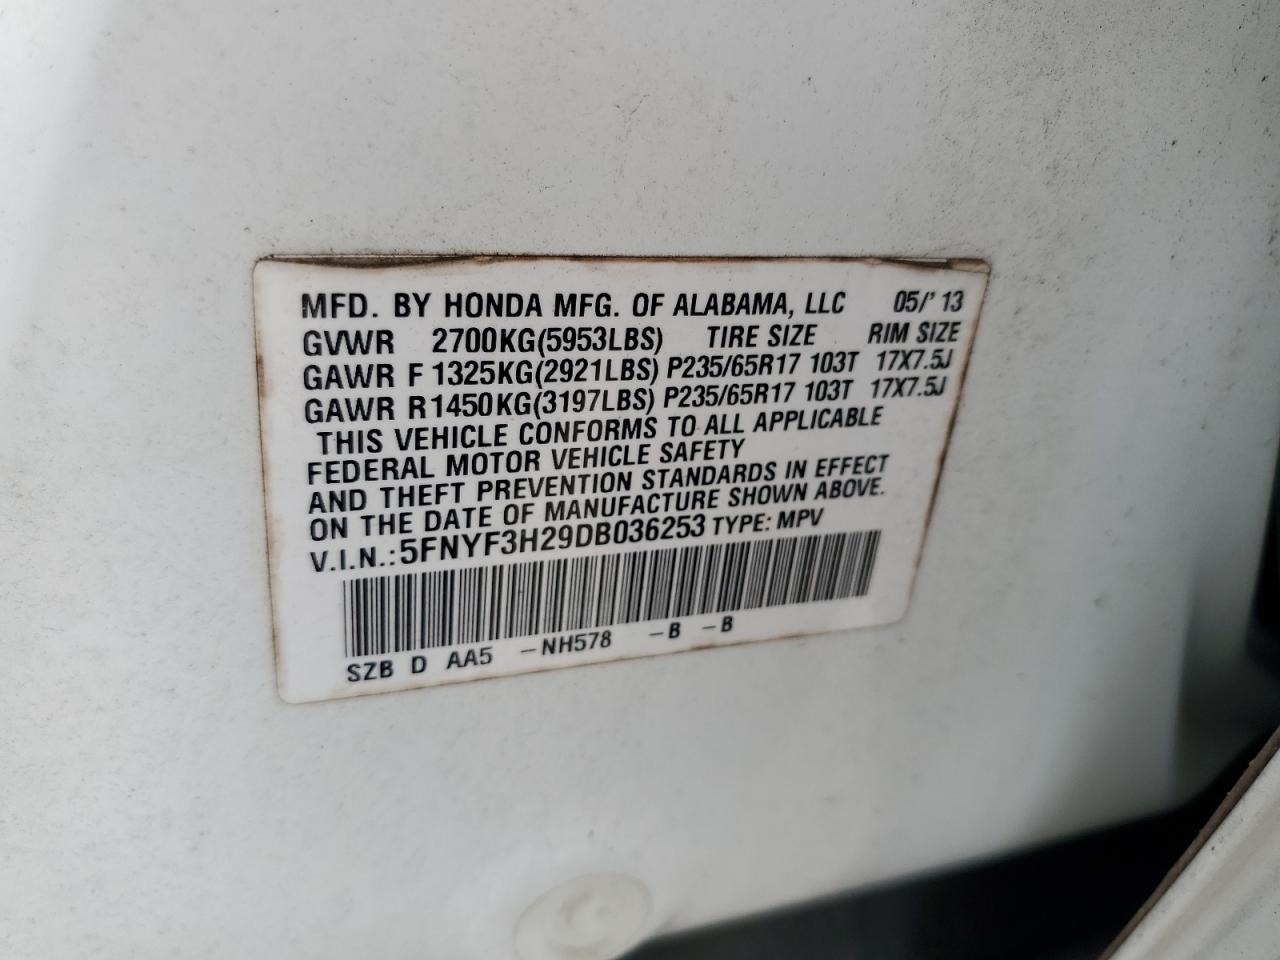 MFD. BY HONDA MFG. OF ALABAMA, LLC 05/'13
GVWR 2700KG(5953LBS) TIRE SIZE RIM SIZE
GAWR F 1325KG(2921LBS) P235/65R17 103T 17X7.5J
GAWR R1450KG(3197LBS) P235/65R17 103T 17X7.5J
THIS VEHICLE CONFORMS TO ALL APPLICABLE
FEDERAL MOTOR VEHICLE SAFETY
AND THEFT PREVENTION STANDARDS IN EFFECT
ON THE DATE OF MANUFACTURE SHOWN ABOVE.
V.I.N.:5FNYF3H29DB036253 TYPE: MPV
SZB D AA5 -NH578 -B -B